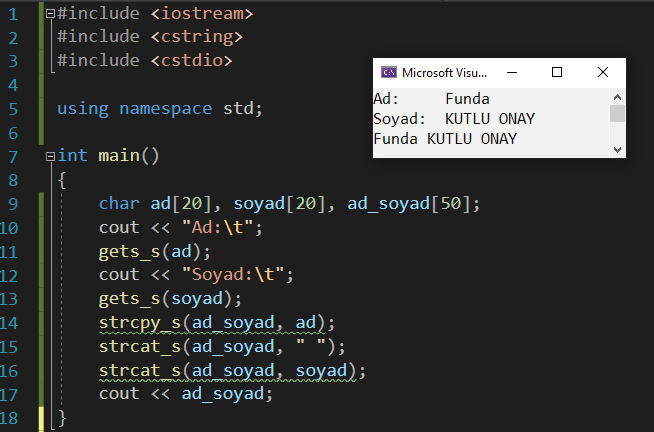 1 #include <iostream>
2 #include <cstring>
3 #include <cstdio>
4
5 using namespace std;
6
7 int main()
8 {
9 char ad[20], soyad[20], ad_soyad[50];
10 cout << "Ad:\t";
11 gets_s(ad);
12 cout << "Soyad:\t";
13 gets_s(soyad);
14 strcpy_s(ad_soyad, ad);
15 strcat_s(ad_soyad, " ");
16 strcat_s(ad_soyad, soyad);
17 cout << ad_soyad;
18 }
Microsoft Visu...
Ad: Funda
Soyad: KUTLU ONAY
Funda KUTLU ONAY